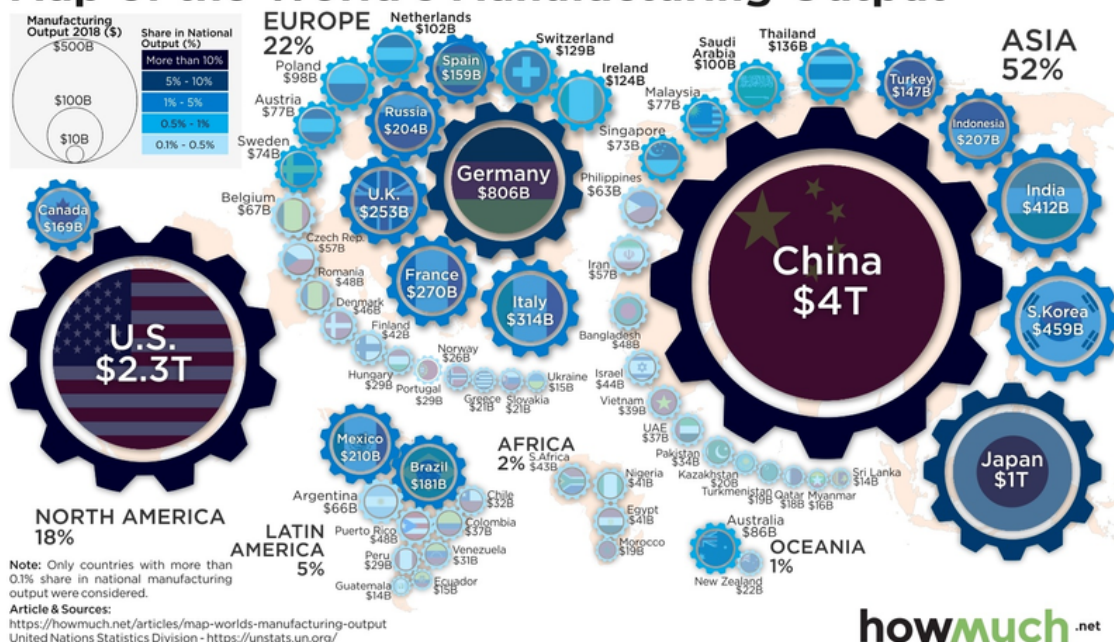 Map of the World's Manufacturing Output
Manufacturing
Output 2018 ($)
$500B
$100B
$10B
Share in National
Output (%)
More than 10%
5% - 10%
1% - 5%
0.5% - 1%
0.1% - 0.5%
EUROPE
22%
Netherlands
$102B
Poland
$98B
Spain
$159B
Switzerland
$129B
Ireland
$124B
Austria
$77B
Russia
$204B
Sweden
$74B
Germany
$806B
Belgium
$67B
U.K.
$253B
Czech Rep.
$57B
Romania
$48B
France
$270B
Denmark
$46B
Italy
$314B
Finland
$42B
Hungary
$29B
Portugal
$29B
Norway
$26B
Greece
$21B
Slovakia
$21B
Ukraine
$15B
ASIA
52%
Saudi
Arabia
$100B
Thailand
$136B
Turkey
$147B
Malaysia
$77B
Indonesia
$207B
Singapore
$73B
Philippines
$63B
India
$412B
Iran
$57B
China
$4T
Bangladesh
$48B
S.Korea
$459B
Israel
$44B
Vietnam
$39B
UAE
$37B
Pakistan
$34B
Kazakhstan
$20B
Turkmenistan
$19B
Qatar
$18B
Myanmar
$16B
Sri Lanka
$14B
Japan
$1T
Canada
$169B
U.S.
$2.3T
NORTH AMERICA
18%
Mexico
$210B
Brazil
$181B
Argentina
$66B
Chile
$32B
Puerto Rico
$48B
Colombia
$37B
LATIN
AMERICA
5%
Peru
$29B
Venezuela
$31B
Guatemala
$14B
Ecuador
$15B
AFRICA
2%
S.Africa
$43B
Nigeria
$41B
Egypt
$41B
Morocco
$19B
Australia
$86B
OCEANIA
1%
New Zealand
$22B
Note: Only countries with more than
0.1% share in national manufacturing
output were considered.
Article & Sources:
https://howmuch.net/articles/map-worlds-manufacturing-output
United Nations Statistics Division - https://unstats.un.org/
howmuch.net